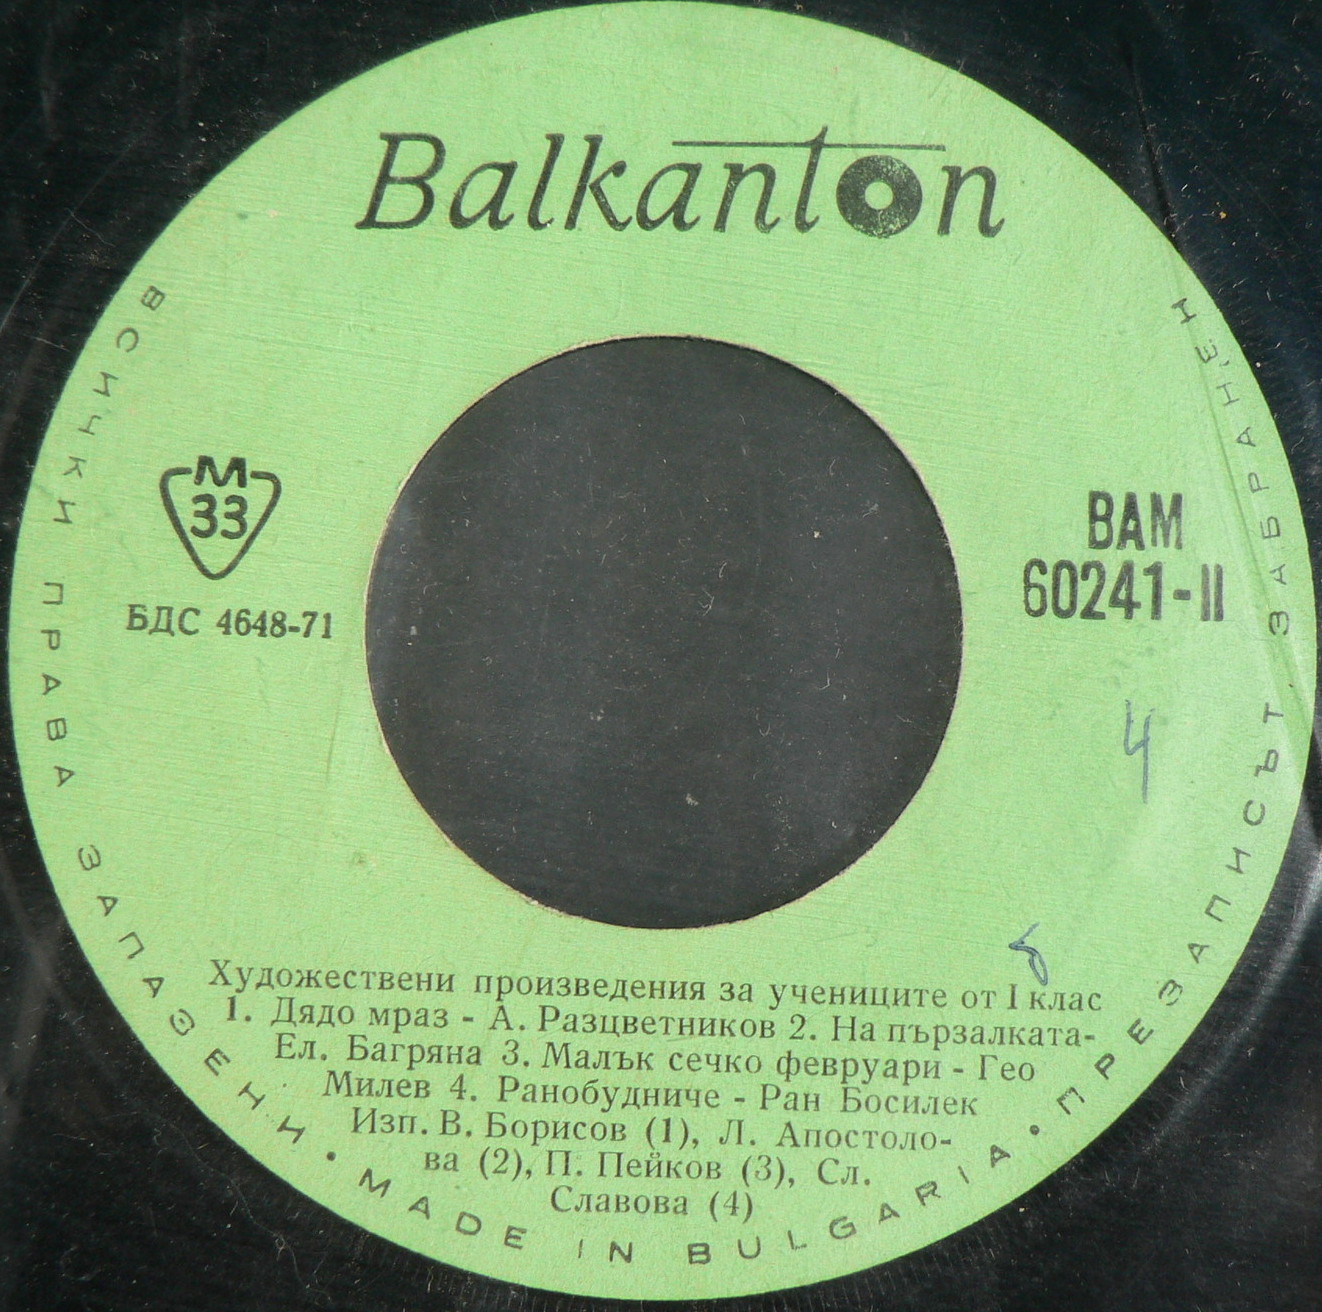 Balkanton
М
33
БДС 4648-71
ВАМ
60241-II
4
Художествени произведения за учениците от I клас
1. Дядо мраз - А. Разцветников 2. На пързалката-
Ел. Багряна 3. Малък сечко февруари - Гео
Милев 4. Ранобудниче - Ран Босилек
Изп. В. Борисов (1), Л. Апостоло-
ва (2), П. Пейков (3), Сл.
Славова (4)
ВСИЧКИ ПРАВА ЗАПАЗЕНИ • MADE IN BULGARIA • ПРЕЗАПИСЪТ ЗАБРАНЕН